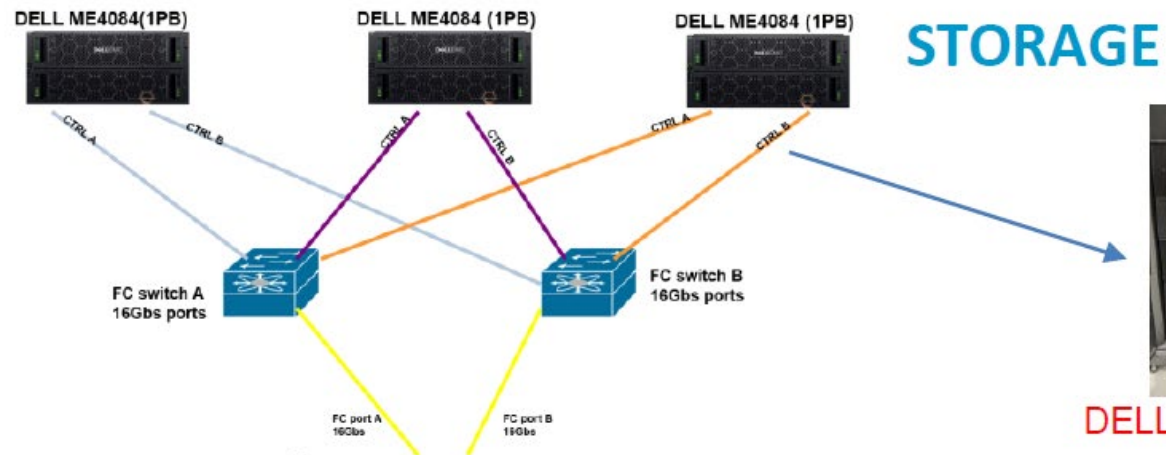 DELL ME4084(1PB)
DELL ME4084 (1PB)
DELL ME4084 (1PB)
STORAGE
CTRL A
CTRL B
CTRL A
CTRL B
CTRL A
CTRL B
FC switch A
16Gbs ports
FC switch B
16Gbs ports
FC port A
16Gbs
FC port B
16Gbs
DELL